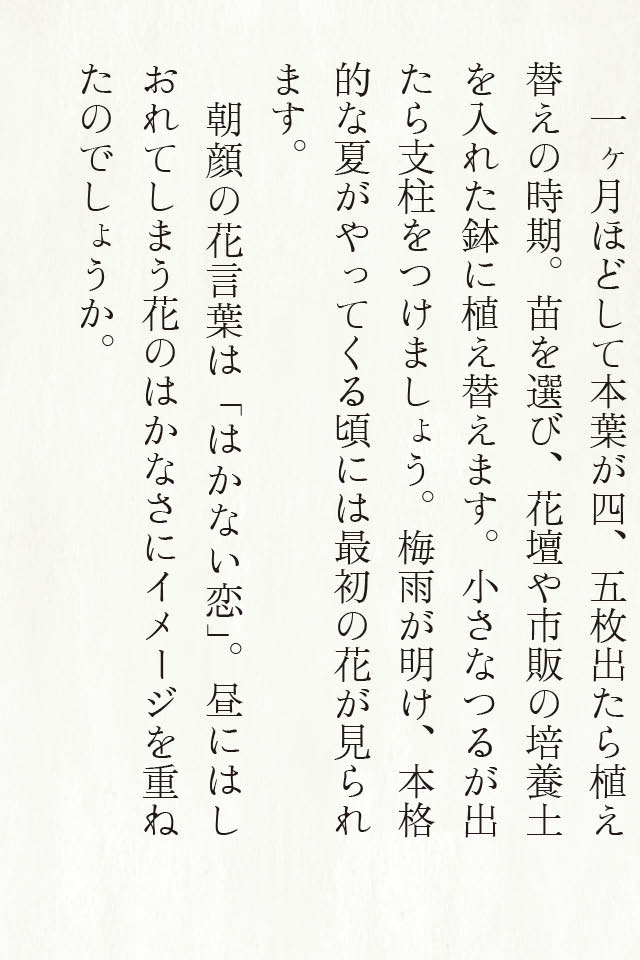 一ヶ月ほどして本葉が四、五枚出たら植え
替えの時期。苗を選び、花壇や市販の培養土
を入れた鉢に植え替えます。小さなつるが出
たら支柱をつけましょう。梅雨が明け、本格
的な夏がやってくる頃には最初の花が見られ
ます。
朝顔の花言葉は「はかない恋」。昼にはし
おれてしまう花のはかなさにイメージを重ね
たのでしょうか。